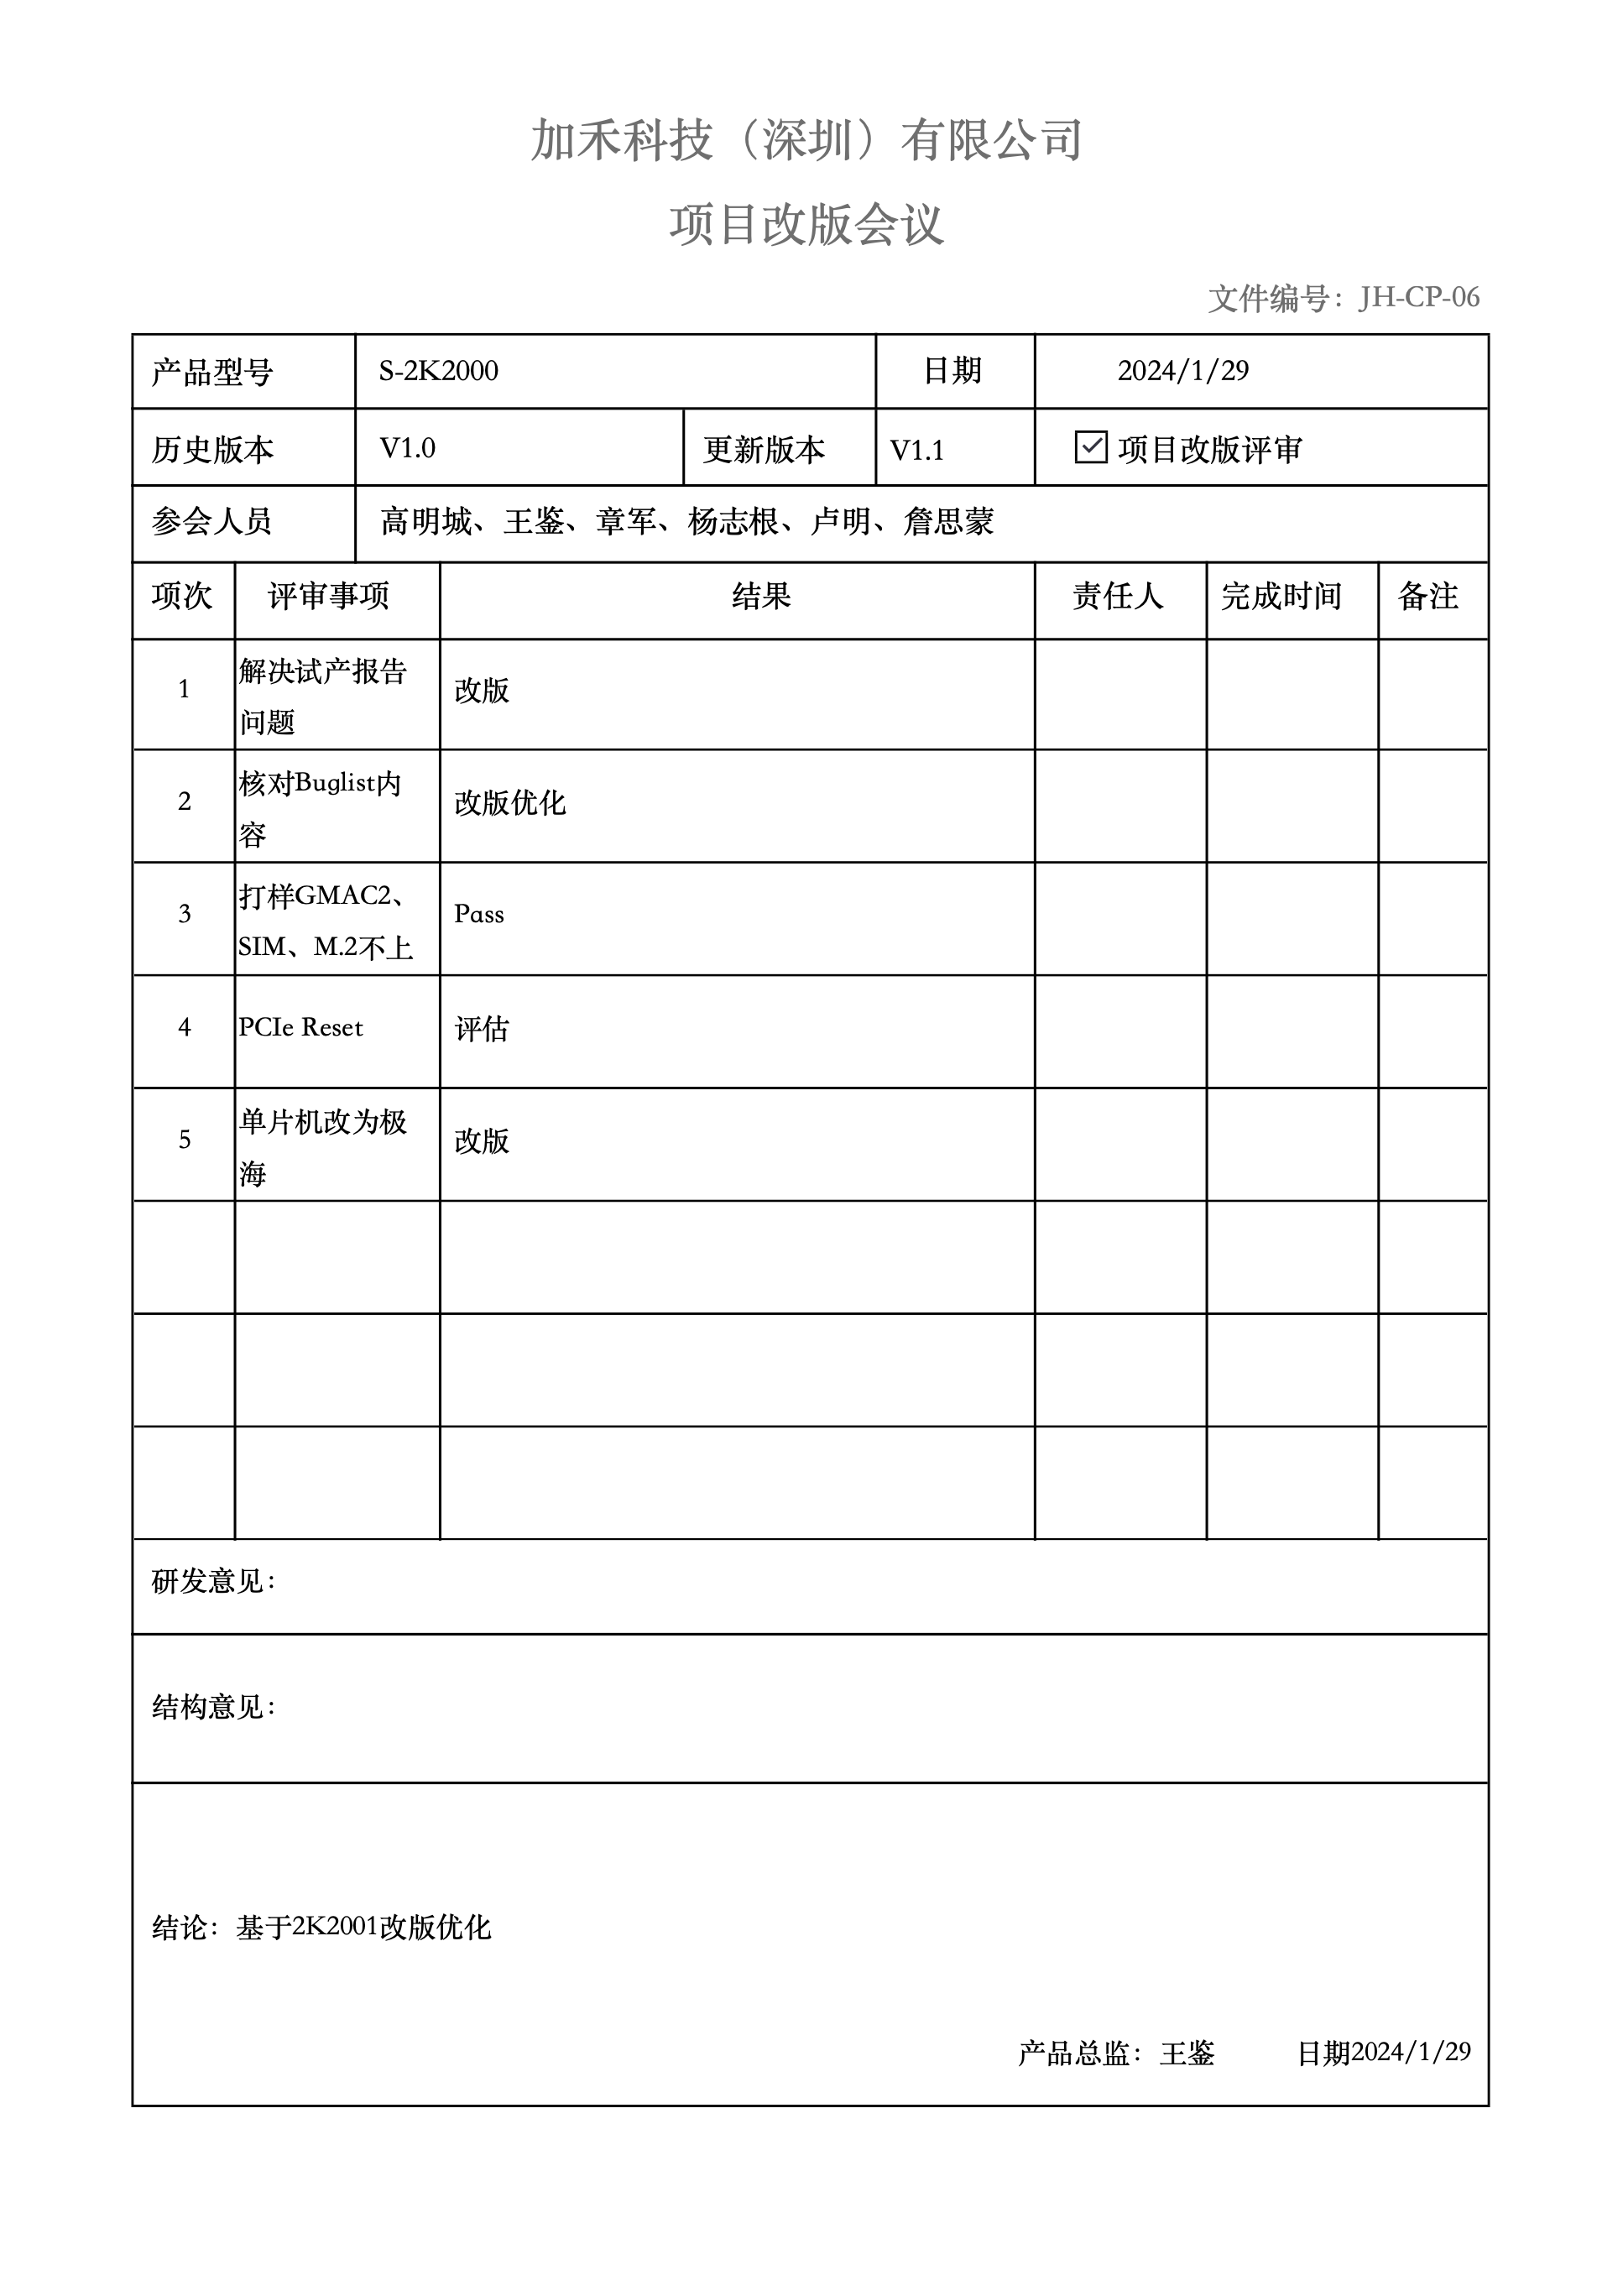 加禾科技（深圳）有限公司
项目改版会议
文件编号：JH-CP-06
产品型号 S-2K2000 日期 2024/1/29
历史版本 V1.0 更新版本 V1.1 ☑ 项目改版评审
参会人员 高明城、王鉴、章军、杨志根、卢明、詹思蒙
项次 评审事项 结果 责任人 完成时间 备注
1 解决试产报告
问题 改版
2 核对Buglist内
容 改版优化
3 打样GMAC2、
SIM、M.2不上 Pass
4 PCIe Reset 评估
5 单片机改为极
海 改版
研发意见：
结构意见：
结论：基于2K2001改版优化
产品总监：王鉴 日期2024/1/29